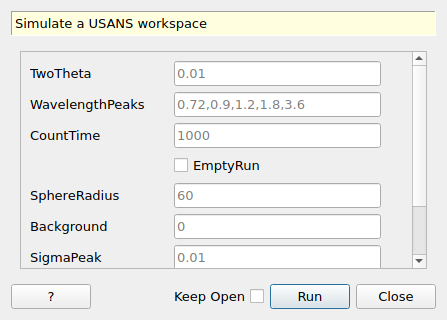 Simulate a USANS workspace
TwoTheta 0.01
WavelengthPeaks 0.72,0.9,1.2,1.8,3.6
CountTime 1000
EmptyRun
SphereRadius 60
Background 0
SigmaPeak 0.01
? Keep Open Run Close